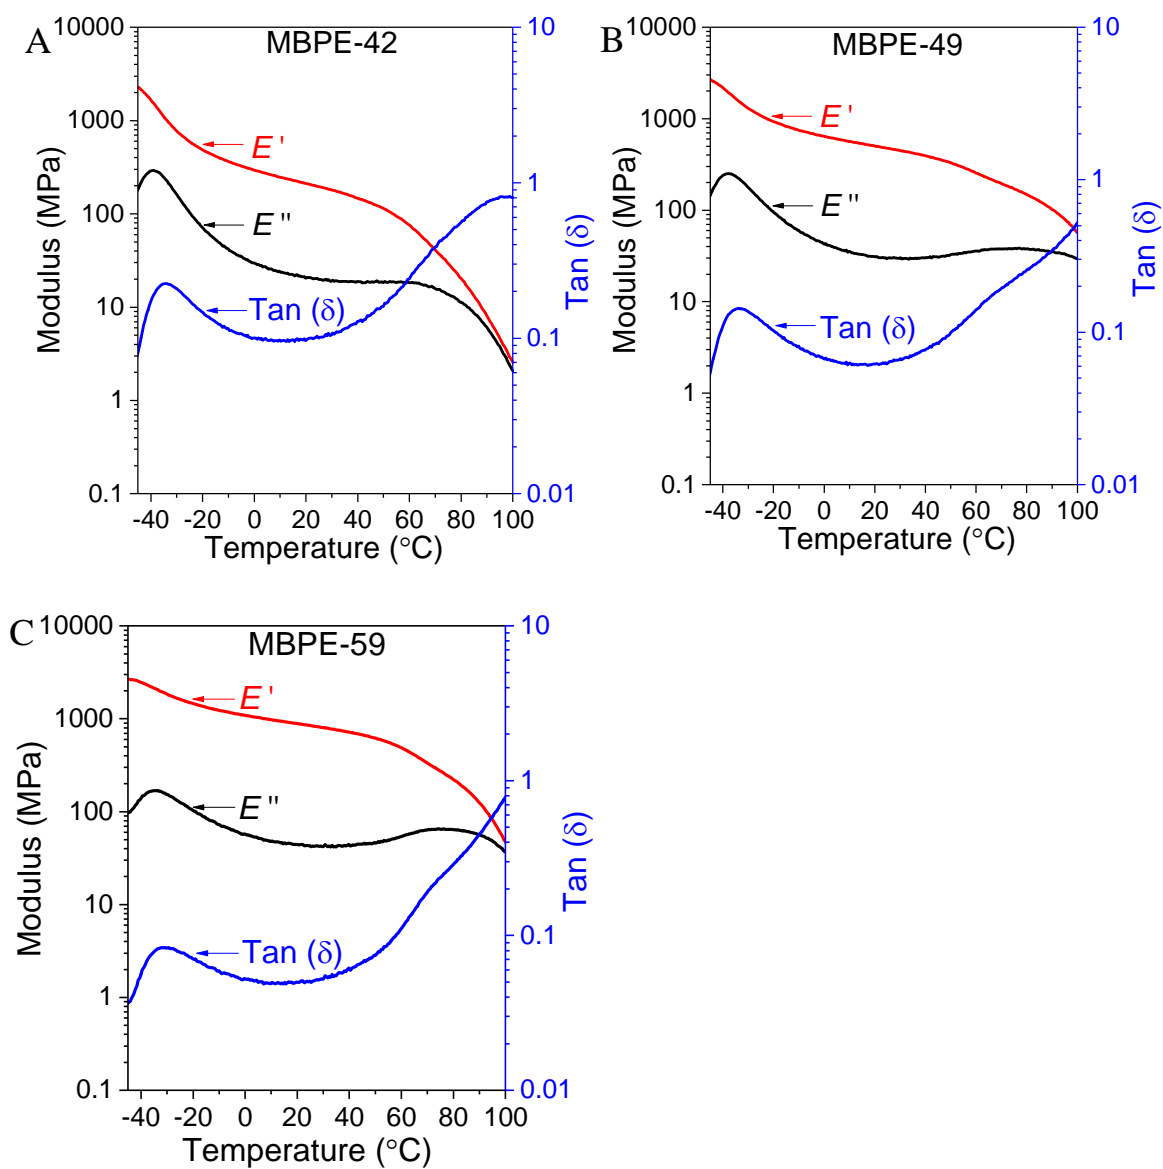 A
MBPE-42
10000
1000
100
10
1
0.1
Modulus (MPa)
10
1
0.1
0.01
Tan (δ)
E'
E"
Tan (δ)
-40 -20 0 20 40 60 80 100
Temperature (°C)
B
MBPE-49
10000
1000
100
10
1
0.1
Modulus (MPa)
10
1
0.1
0.01
Tan (δ)
E'
E"
Tan (δ)
-40 -20 0 20 40 60 80 100
Temperature (°C)
C
MBPE-59
10000
1000
100
10
1
0.1
Modulus (MPa)
10
1
0.1
0.01
Tan (δ)
E'
E"
Tan (δ)
-40 -20 0 20 40 60 80 100
Temperature (°C)